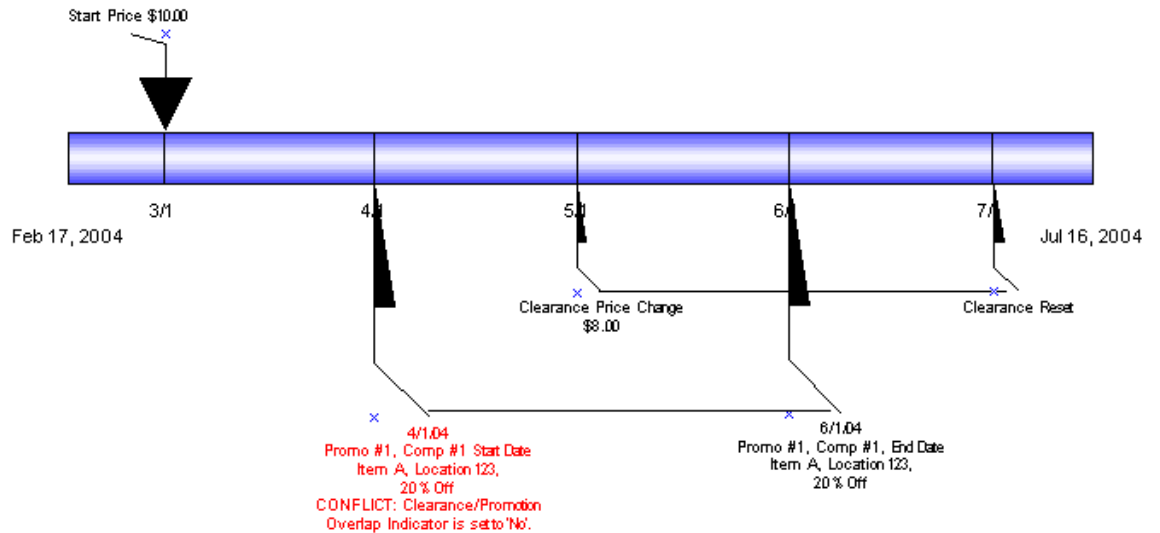 Start Price $10.00
3/1
4/1
5/1
6/1
7/
Feb 17, 2004
Jul 16, 2004
Clearance Price Change
$8.00
Clearance Reset
4/1/04
Promo #1, Comp #1 Start Date
Item A, Location 123,
20% Off
CONFLICT: Clearance/Promotion
Overlap Indicator is set to 'No'.
6/1/04
Promo #1, Comp #1, End Date
Item A, Location 123,
20% Off